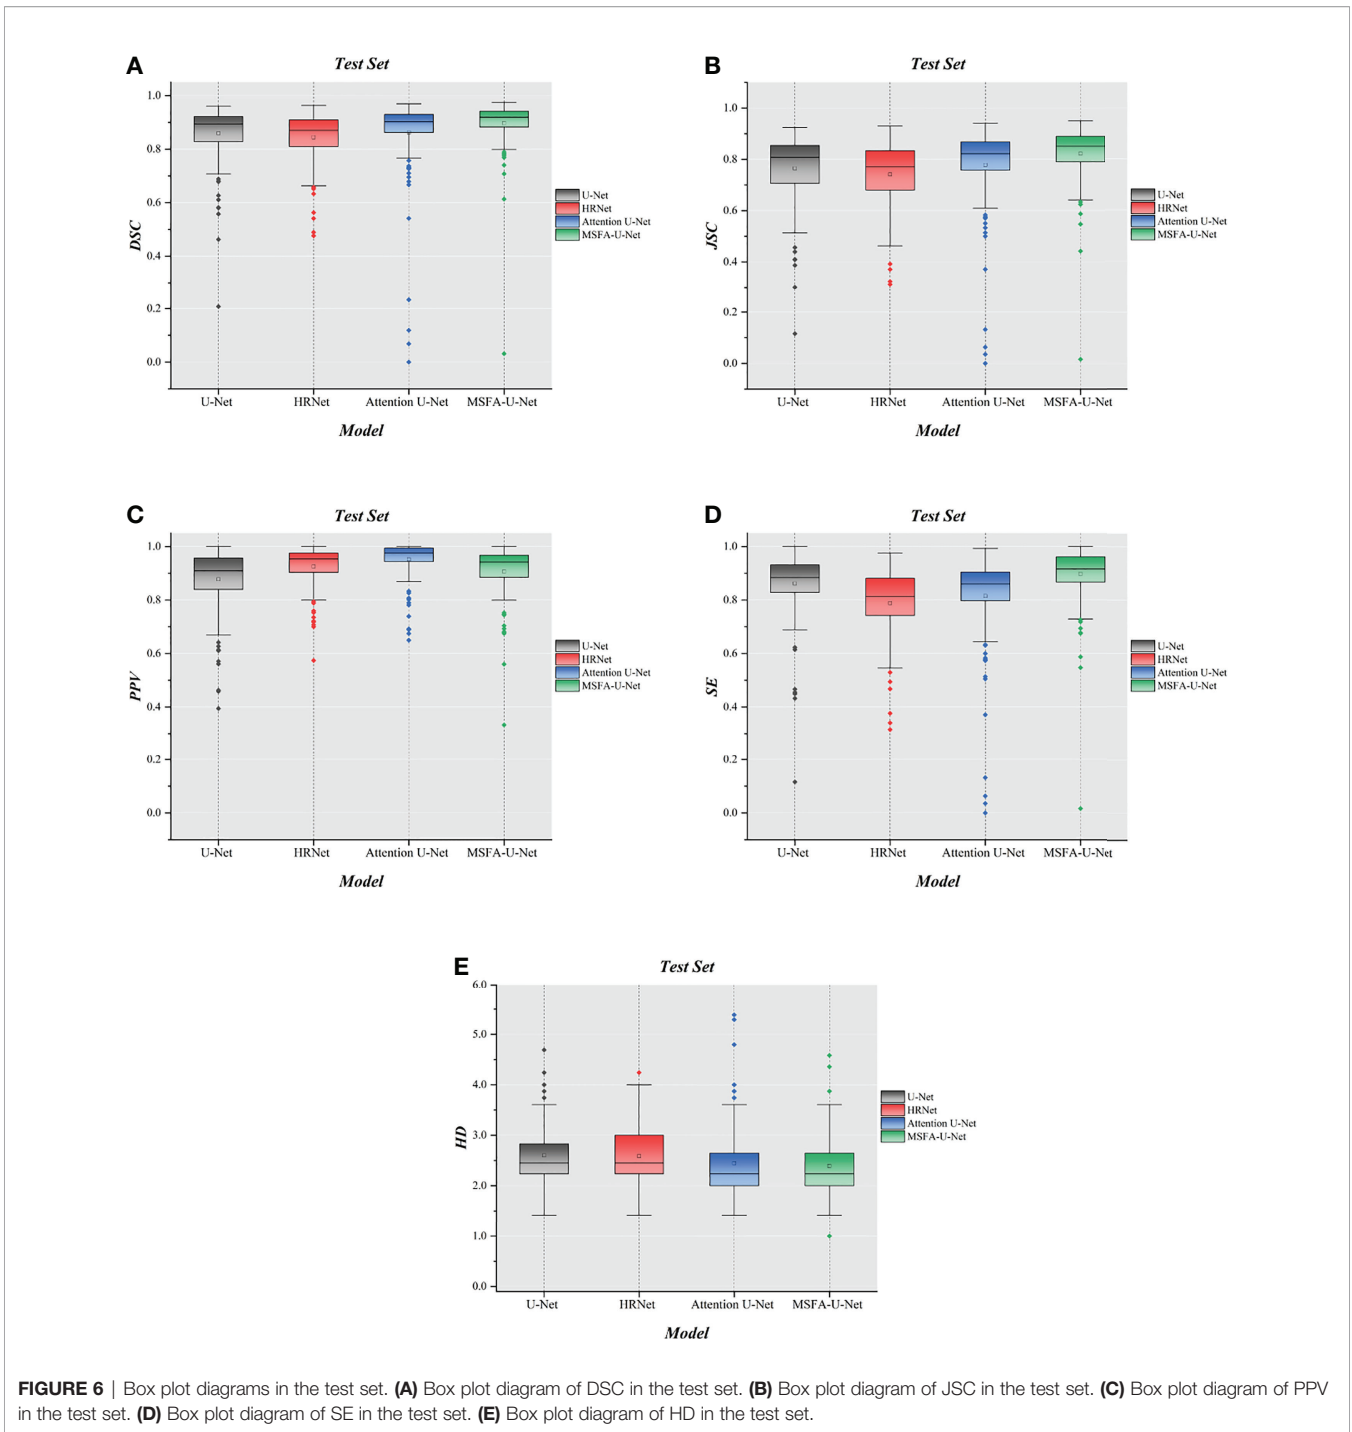 A
Test Set
DSC
1.0
0.8
0.6
0.4
0.2
0.0
U-Net HRNet Attention U-Net MSFA-U-Net
Model
U-Net
HRNet
Attention U-Net
MSFA-U-Net
B
Test Set
JSC
1.0
0.8
0.6
0.4
0.2
0.0
U-Net HRNet Attention U-Net MSFA-U-Net
Model
U-Net
HRNet
Attention U-Net
MSFA-U-Net
C
Test Set
PPV
1.0
0.8
0.6
0.4
0.2
0.0
U-Net HRNet Attention U-Net MSFA-U-Net
Model
U-Net
HRNet
Attention U-Net
MSFA-U-Net
D
Test Set
SE
1.0
0.8
0.6
0.4
0.2
0.0
U-Net HRNet Attention U-Net MSFA-U-Net
Model
U-Net
HRNet
Attention U-Net
MSFA-U-Net
E
Test Set
HD
6.0
5.0
4.0
3.0
2.0
1.0
0.0
U-Net HRNet Attention U-Net MSFA-U-Net
Model
U-Net
HRNet
Attention U-Net
MSFA-U-Net
FIGURE 6 | Box plot diagrams in the test set. (A) Box plot diagram of DSC in the test set. (B) Box plot diagram of JSC in the test set. (C) Box plot diagram of PPV
in the test set. (D) Box plot diagram of SE in the test set. (E) Box plot diagram of HD in the test set.